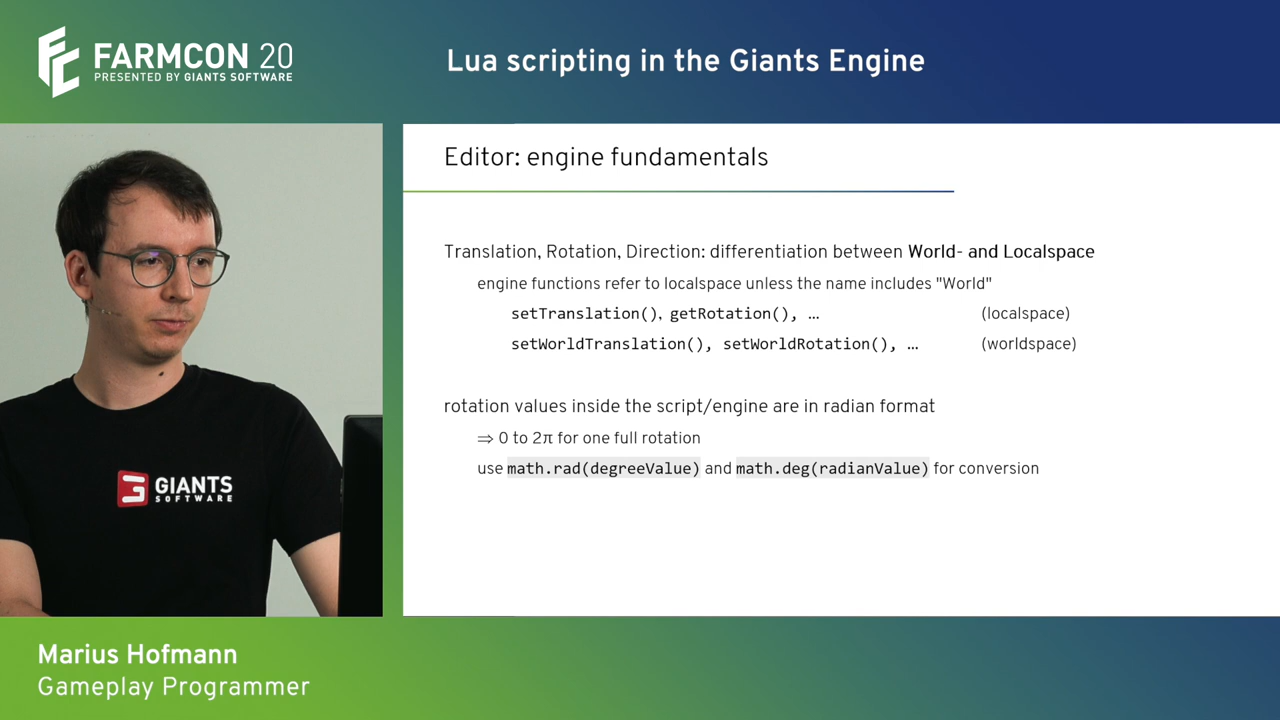 FARMCON 20
PRESENTED BY GIANTS SOFTWARE
Lua scripting in the Giants Engine
Editor: engine fundamentals
Translation, Rotation, Direction: differentiation between World- and Localspace
engine functions refer to localspace unless the name includes "World"
setTranslation(), getRotation(), … (localspace)
setWorldTranslation(), setWorldRotation(), … (worldspace)
rotation values inside the script/engine are in radian format
⇒ 0 to 2π for one full rotation
use math.rad(degreeValue) and math.deg(radianValue) for conversion
GIANTS
SOFTWARE
Marius Hofmann
Gameplay Programmer